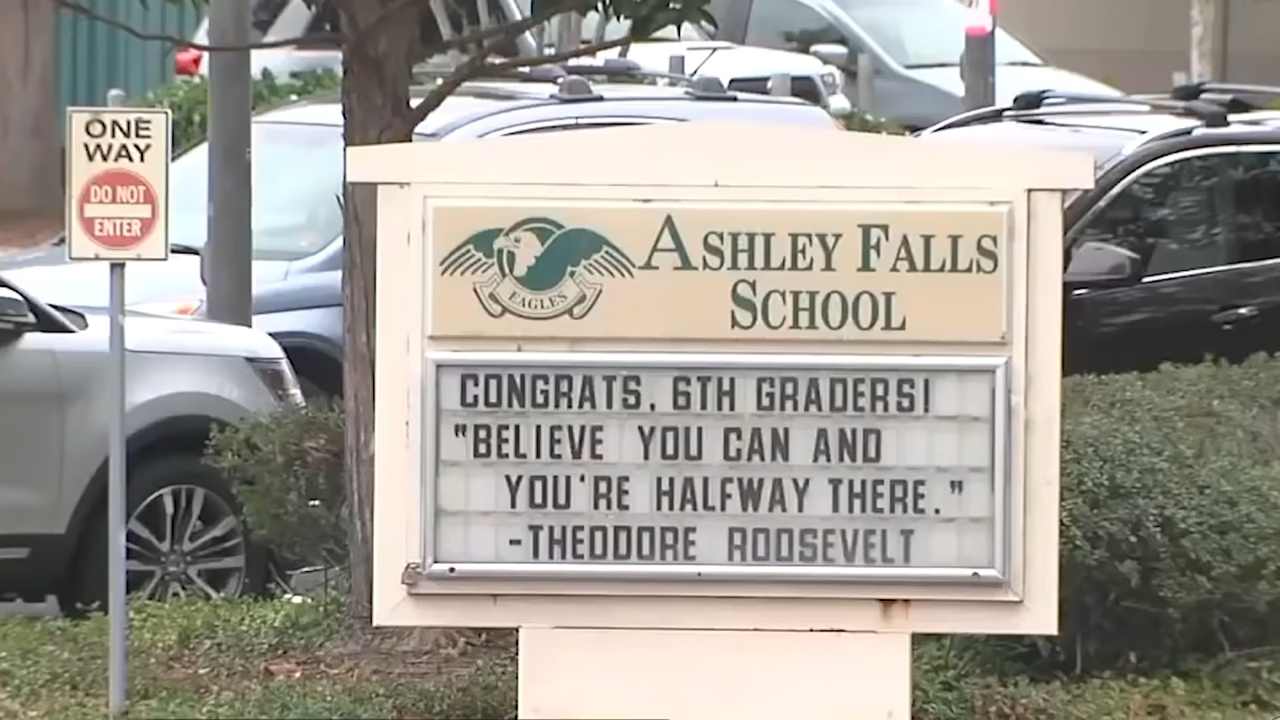 ONE
WAY
DO NOT
ENTER
EAGLES
ASHLEY FALLS
SCHOOL
CONGRATS, 6TH GRADERS!
"BELIEVE YOU CAN AND
YOU'RE HALFWAY THERE."
-THEODORE ROOSEVELT